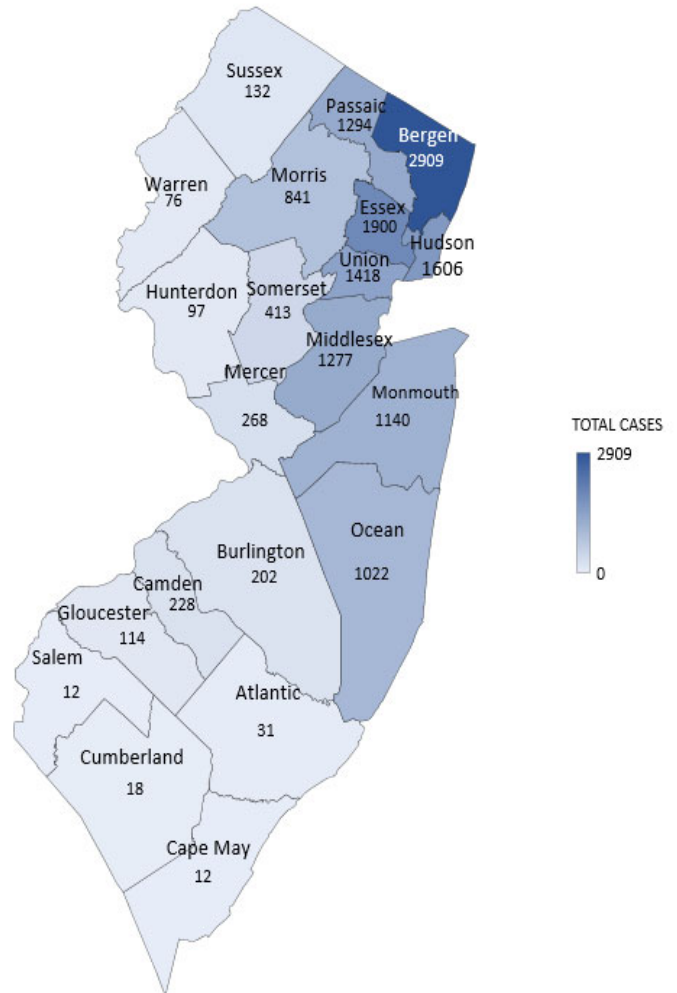 Sussex
132
Passaic
1294
Bergen
2909
Warren
76
Morris
841
Essex
1900
Hudson
1606
Union
1418
Hunterdon
97
Somerset
413
Middlesex
1277
Mercer
268
Monmouth
1140
TOTAL CASES
2909
0
Ocean
1022
Burlington
202
Camden
228
Gloucester
114
Salem
12
Atlantic
31
Cumberland
18
Cape May
12